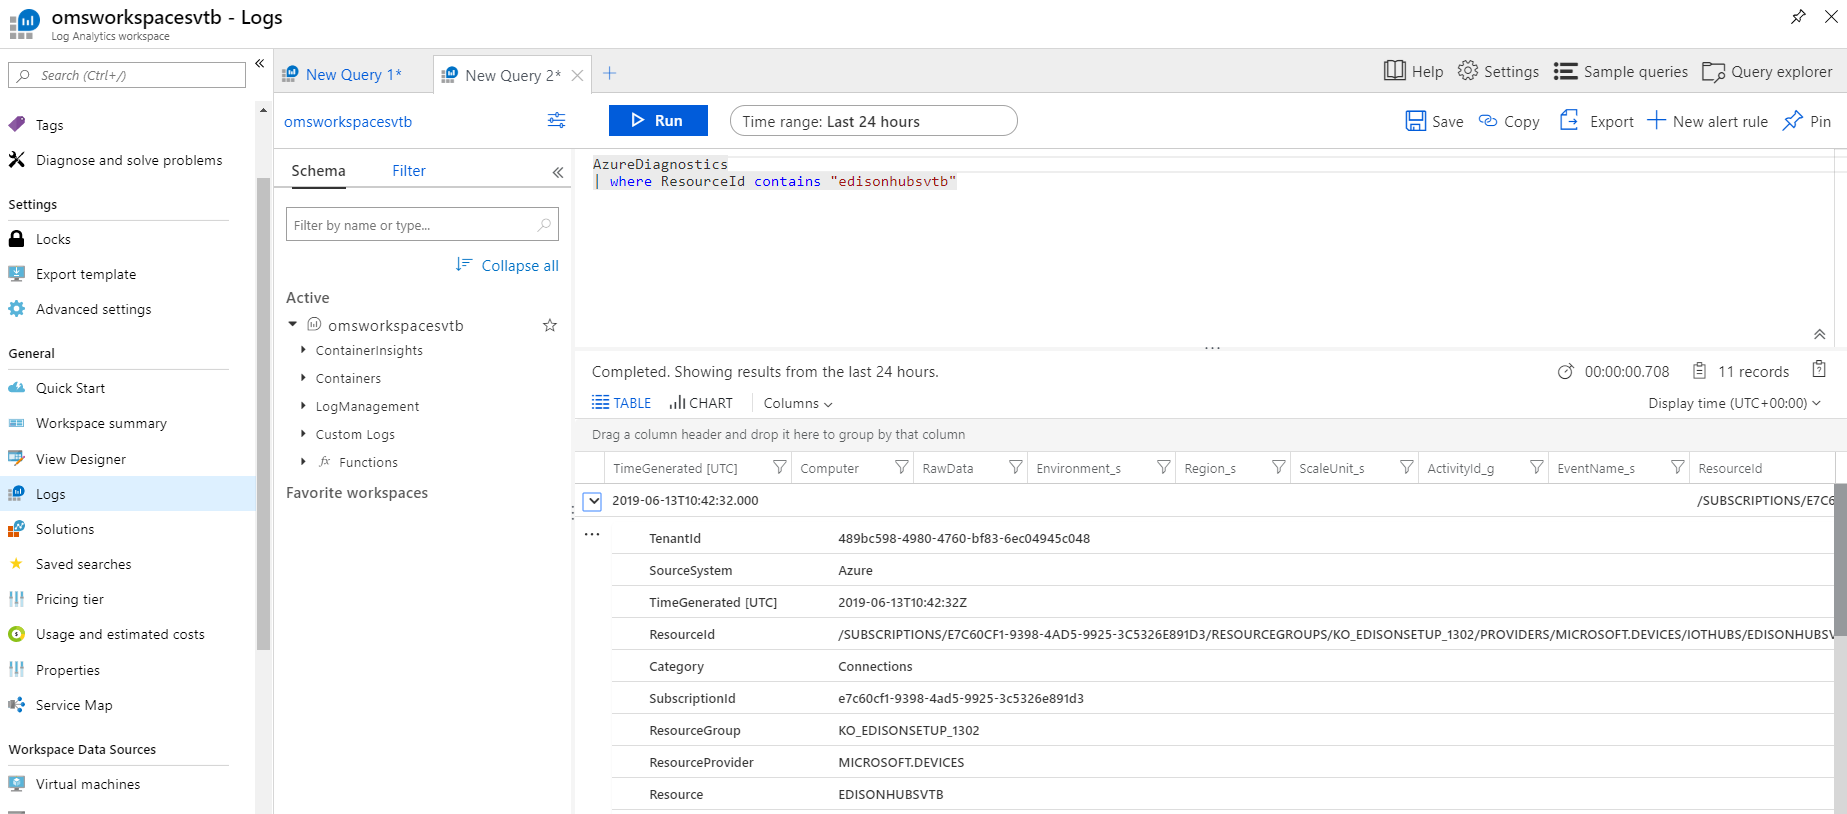 omsworkspacesvtb - Logs
Log Analytics workspace
Search (Ctrl+/)
Tags
Diagnose and solve problems
Settings
Locks
Export template
Advanced settings
General
Quick Start
Workspace summary
View Designer
Logs
Solutions
Saved searches
Pricing tier
Usage and estimated costs
Properties
Service Map
Workspace Data Sources
Virtual machines
New Query 1*
New Query 2*
Help
Settings
Sample queries
Query explorer
omsworkspacesvtb
Run
Time range: Last 24 hours
Save
Copy
Export
New alert rule
Pin
Schema
Filter
Filter by name or type...
Collapse all
Active
omsworkspacesvtb
ContainerInsights
Containers
LogManagement
Custom Logs
fx Functions
Favorite workspaces
AzureDiagnostics
| where ResourceId contains "edisonhubsvtb"
Completed. Showing results from the last 24 hours.
00:00:00.708
11 records
TABLE
CHART
Columns
Display time (UTC+00:00)
Drag a column header and drop it here to group by that column
TimeGenerated [UTC] Computer RawData Environment_s Region_s ScaleUnit_s ActivityId_g EventName_s ResourceId
2019-06-13T10:42:32.000 /SUBSCRIPTIONS/E7C6
TenantId 489bc598-4980-4760-bf83-6ec04945c048
SourceSystem Azure
TimeGenerated [UTC] 2019-06-13T10:42:32Z
ResourceId /SUBSCRIPTIONS/E7C60CF1-9398-4AD5-9925-3C5326E891D3/RESOURCEGROUPS/KO_EDISONSETUP_1302/PROVIDERS/MICROSOFT.DEVICES/IOTHUBS/EDISONHUBSV
Category Connections
SubscriptionId e7c60cf1-9398-4ad5-9925-3c5326e891d3
ResourceGroup KO_EDISONSETUP_1302
ResourceProvider MICROSOFT.DEVICES
Resource EDISONHUBSVTB